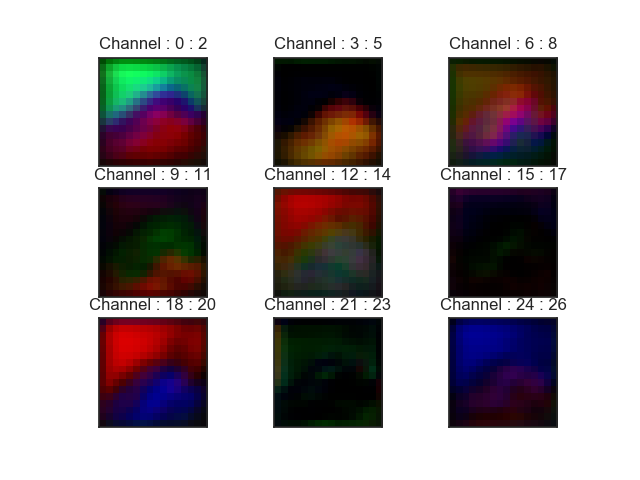 Channel : 0 : 2
Channel : 3 : 5
Channel : 6 : 8
Channel : 9 : 11
Channel : 12 : 14
Channel : 15 : 17
Channel : 18 : 20
Channel : 21 : 23
Channel : 24 : 26